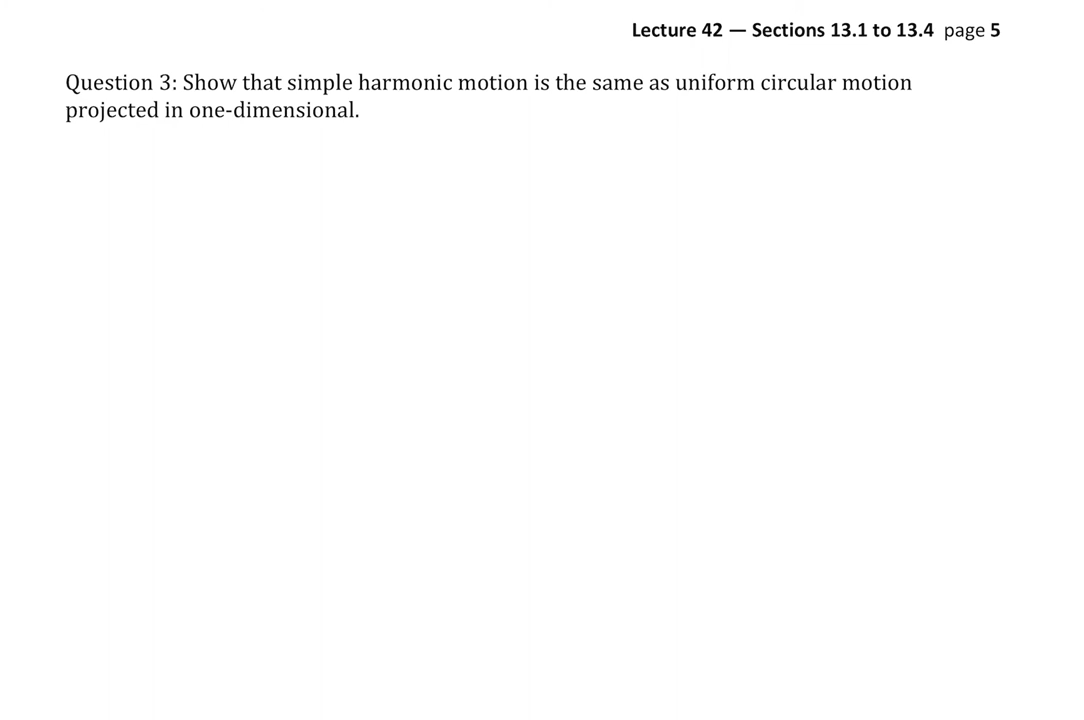 Lecture 42 — Sections 13.1 to 13.4 page 5
Question 3: Show that simple harmonic motion is the same as uniform circular motion
projected in one-dimensional.